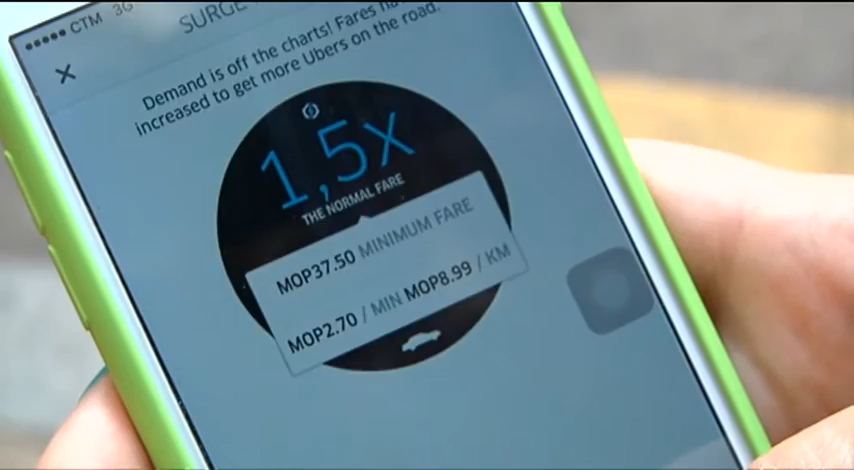 CTM 3G
SURGE
Demand is off the charts! Fares
increased to get more Ubers on the road.
1,5x
THE NORMAL FARE
MOP37.50 MINIMUM FARE
MOP2.70 / MIN MOP8.99 / KM